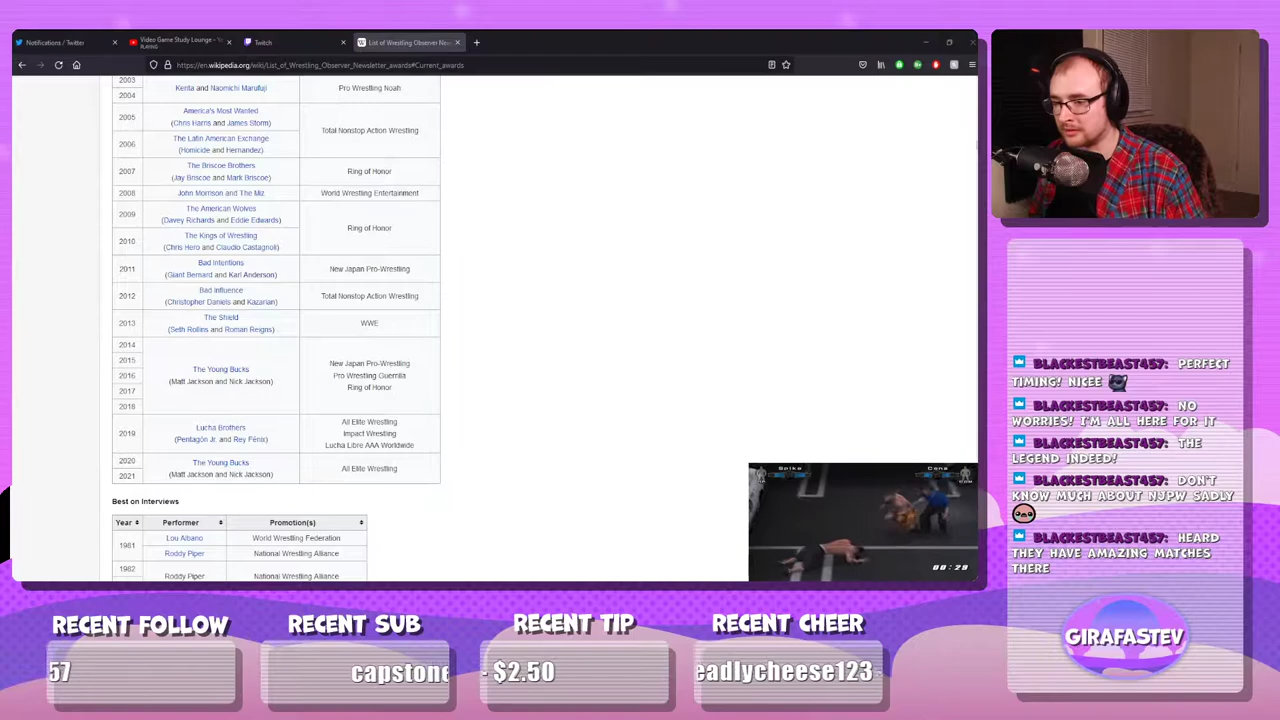 Notifications / Twitter
Video Game Study Lounge
PLAYING
Twitch
List of Wrestling Observer New
https://en.wikipedia.org/wiki/List_of_Wrestling_Observer_Newsletter_awards#Current_awards
2003
Kenta and Naomichi Marufuji
Pro Wrestling Noah
2004
2005
America's Most Wanted
(Chris Harris and James Storm)
Total Nonstop Action Wrestling
2006
The Latin American Exchange
(Homicide and Hernandez)
2007
The Briscoe Brothers
(Jay Briscoe and Mark Briscoe)
Ring of Honor
2008
John Morrison and The Miz
World Wrestling Entertainment
2009
The American Wolves
(Davey Richards and Eddie Edwards)
Ring of Honor
2010
The Kings of Wrestling
(Chris Hero and Claudio Castagnoli)
2011
Bad Intentions
(Giant Bernard and Karl Anderson)
New Japan Pro-Wrestling
2012
Bad Influence
(Christopher Daniels and Kazarian)
Total Nonstop Action Wrestling
2013
The Shield
(Seth Rollins and Roman Reigns)
WWE
2014
2015
2016
2017
2018
The Young Bucks
(Matt Jackson and Nick Jackson)
New Japan Pro-Wrestling
Pro Wrestling Guerrilla
Ring of Honor
2019
Lucha Brothers
(Pentagón Jr. and Rey Fénix)
All Elite Wrestling
Impact Wrestling
Lucha Libre AAA Worldwide
2020
2021
The Young Bucks
(Matt Jackson and Nick Jackson)
All Elite Wrestling
Best on Interviews
Year Performer Promotion(s)
1981
Lou Albano World Wrestling Federation
Roddy Piper National Wrestling Alliance
1982
Roddy Piper National Wrestling Alliance
Spike
Cena
00:29
BLACKESTBEAST457: PERFECT
TIMING! NICEE
BLACKESTBEAST457: NO
WORRIES! I'M ALL HERE FOR IT
BLACKESTBEAST457: THE
LEGEND INDEED!
BLACKESTBEAST457: DON'T
KNOW MUCH ABOUT NJPW SADLY
BLACKESTBEAST457: HEARD
THEY HAVE AMAZING MATCHES
THERE
GIRAFASTEV
RECENT FOLLOW
57
RECENT SUB
capstone
RECENT TIP
- $2.50
RECENT CHEER
eadlycheese123